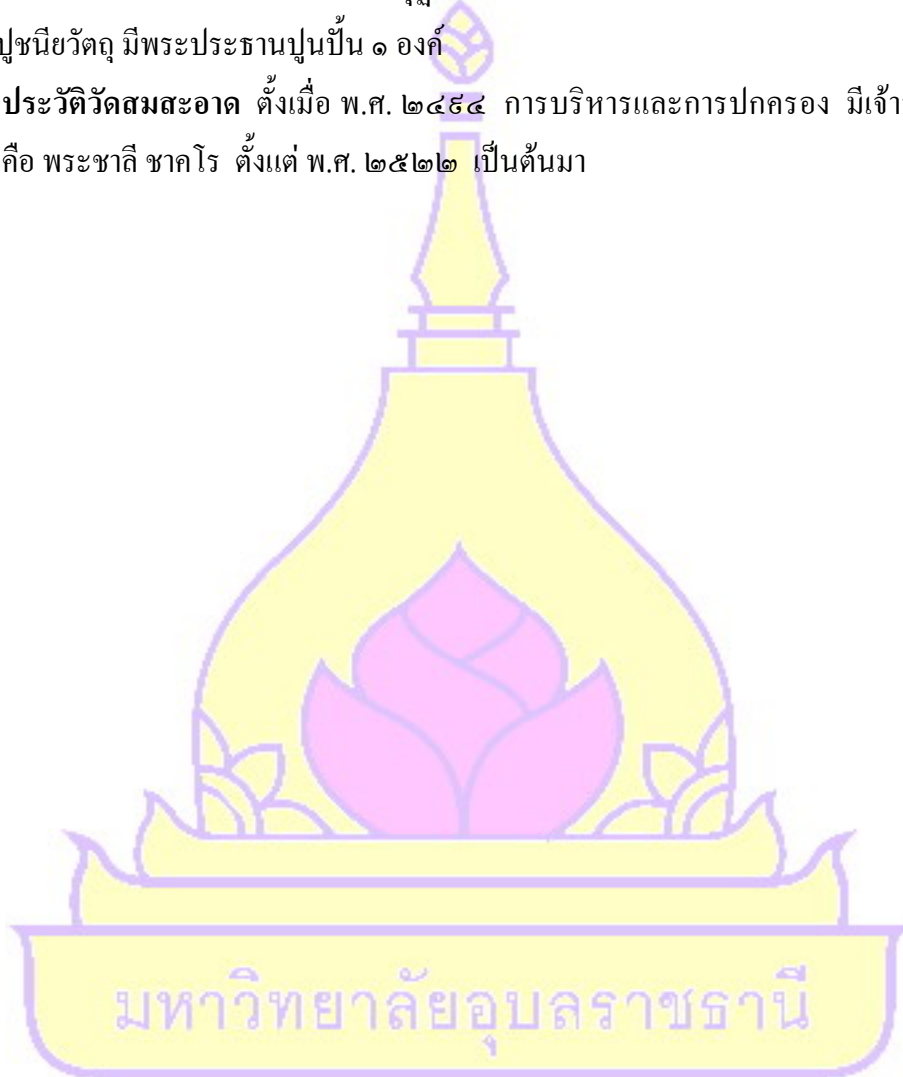 ปูชนียวัตถุ มีพระประธานปูนปั้น ๑ องค์
ประวัติวัดสมสะอาด ตั้งเมื่อ พ.ศ. ๒๔๕๔ การบริหารและการปกครอง มีเจ้า
คือ พระชาลี ชาคโร ตั้งแต่ พ.ศ. ๒๕๒๒ เป็นต้นมา
มหาวิทยาลัยอุบลราชธานี